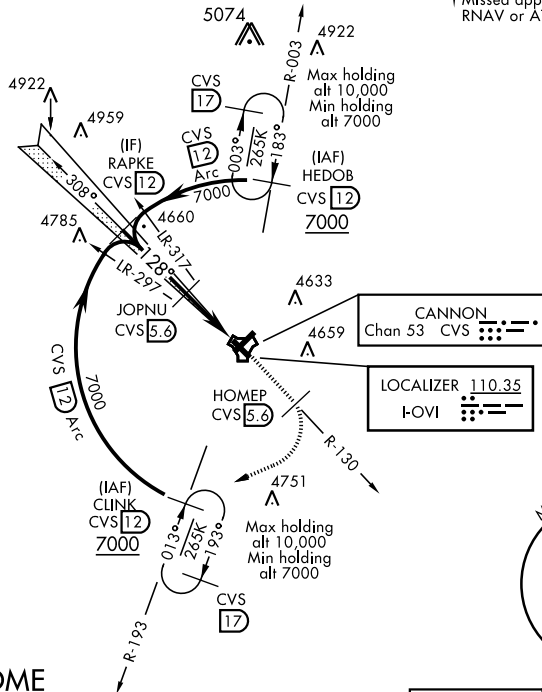 Missed app
RNAV or AT
5074
4922
R-003
Max holding
alt 10,000
Min holding
alt 7000
CVS
17
4922
4959
CVS
12
Arc
7000
003°
265K
183°
(IAF)
HEDOB
CVS 12
7000
(IF)
RAPKE
CVS 12
308°
4785
4660
LR-317
LR-297
128°
JOPNU
CVS 5.6
4633
4659
CANNON
Chan 53 CVS
LOCALIZER 110.35
I-OVI
CVS 12 Arc
7000
HOMEP
CVS 5.6
R-130
(IAF)
CLINK
CVS 12
7000
013°
265K
193°
4751
Max holding
alt 10,000
Min holding
alt 7000
CVS
17
R-193
OME